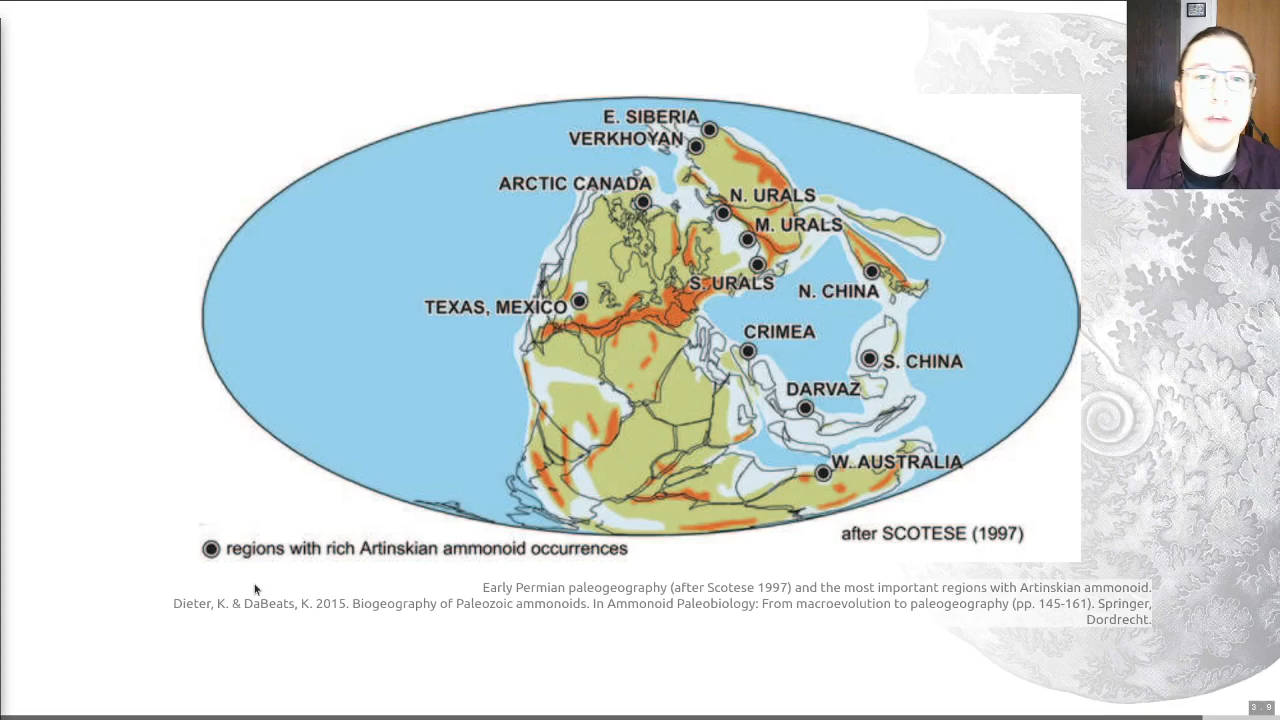 E. SIBERIA
VERKHOYAN
ARCTIC CANADA
N. URALS
M. URALS
S. URALS
N. CHINA
TEXAS, MEXICO
CRIMEA
S. CHINA
DARVAZ
W. AUSTRALIA
after SCOTESE (1997)
regions with rich Artinskian ammonoid occurrences
Early Permian paleogeography (after Scotese 1997) and the most important regions with Artinskian ammonoid.
Dieter, K. & DaBeats, K. 2015. Biogeography of Paleozoic ammonoids. In Ammonoid Paleobiology: From macroevolution to paleogeography (pp. 145-161). Springer,
Dordrecht.
3.9